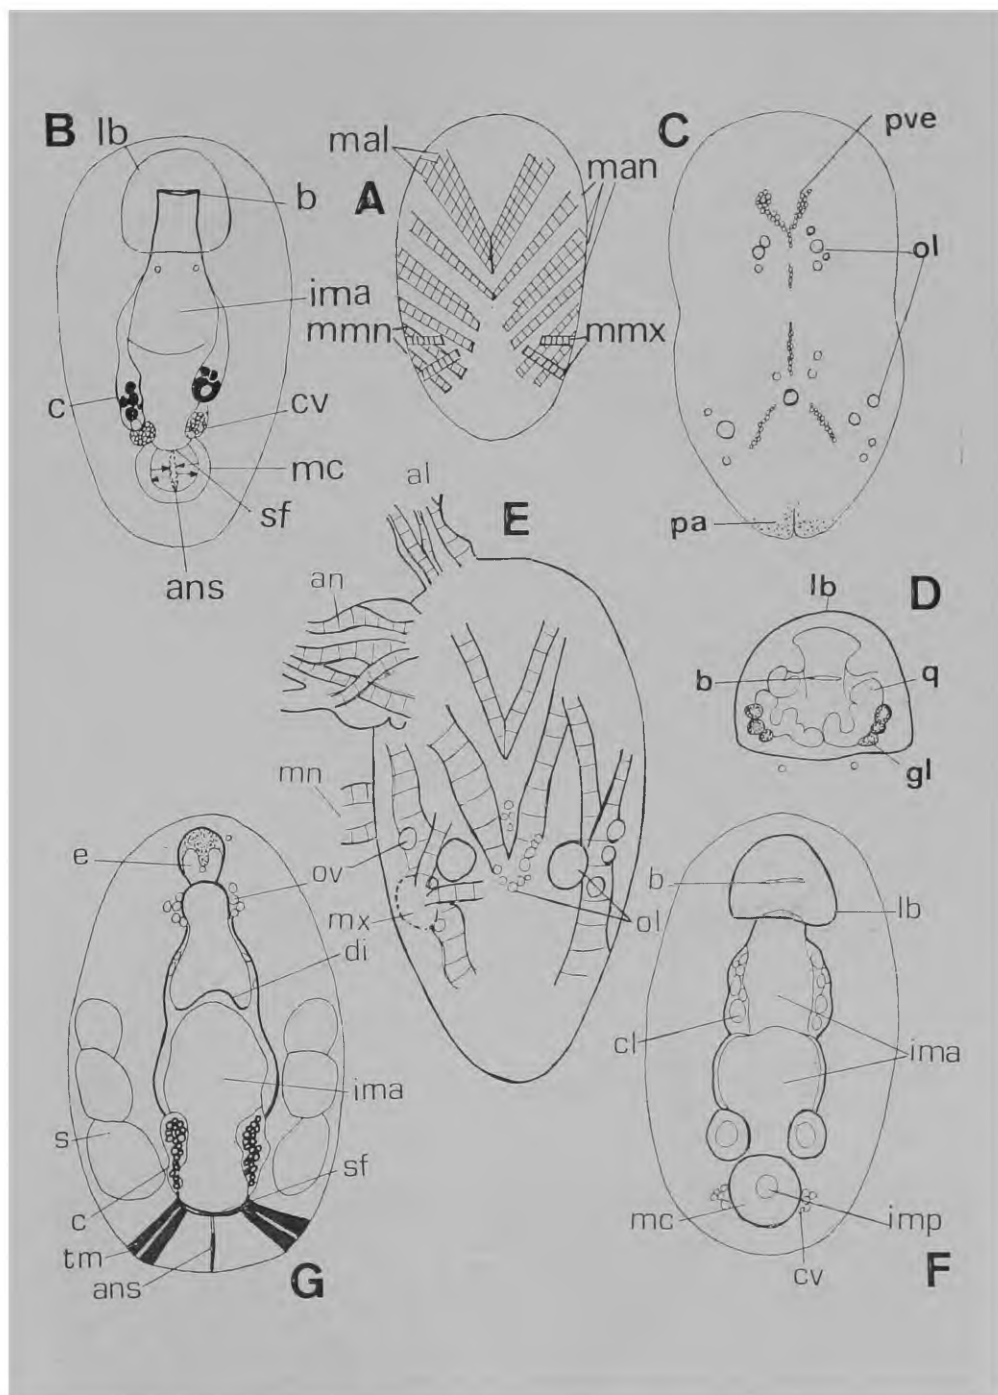 B
lb
b
ima
c
cv
mc
sf
ans
A
mal
man
mmn
mmx
C
pve
ol
pa
D
lb
b
q
gl
E
al
an
mn
ov
mx
ol
G
e
ov
di
ima
s
sf
c
tm
ans
F
b
lb
cl
ima
mc
imp
cv